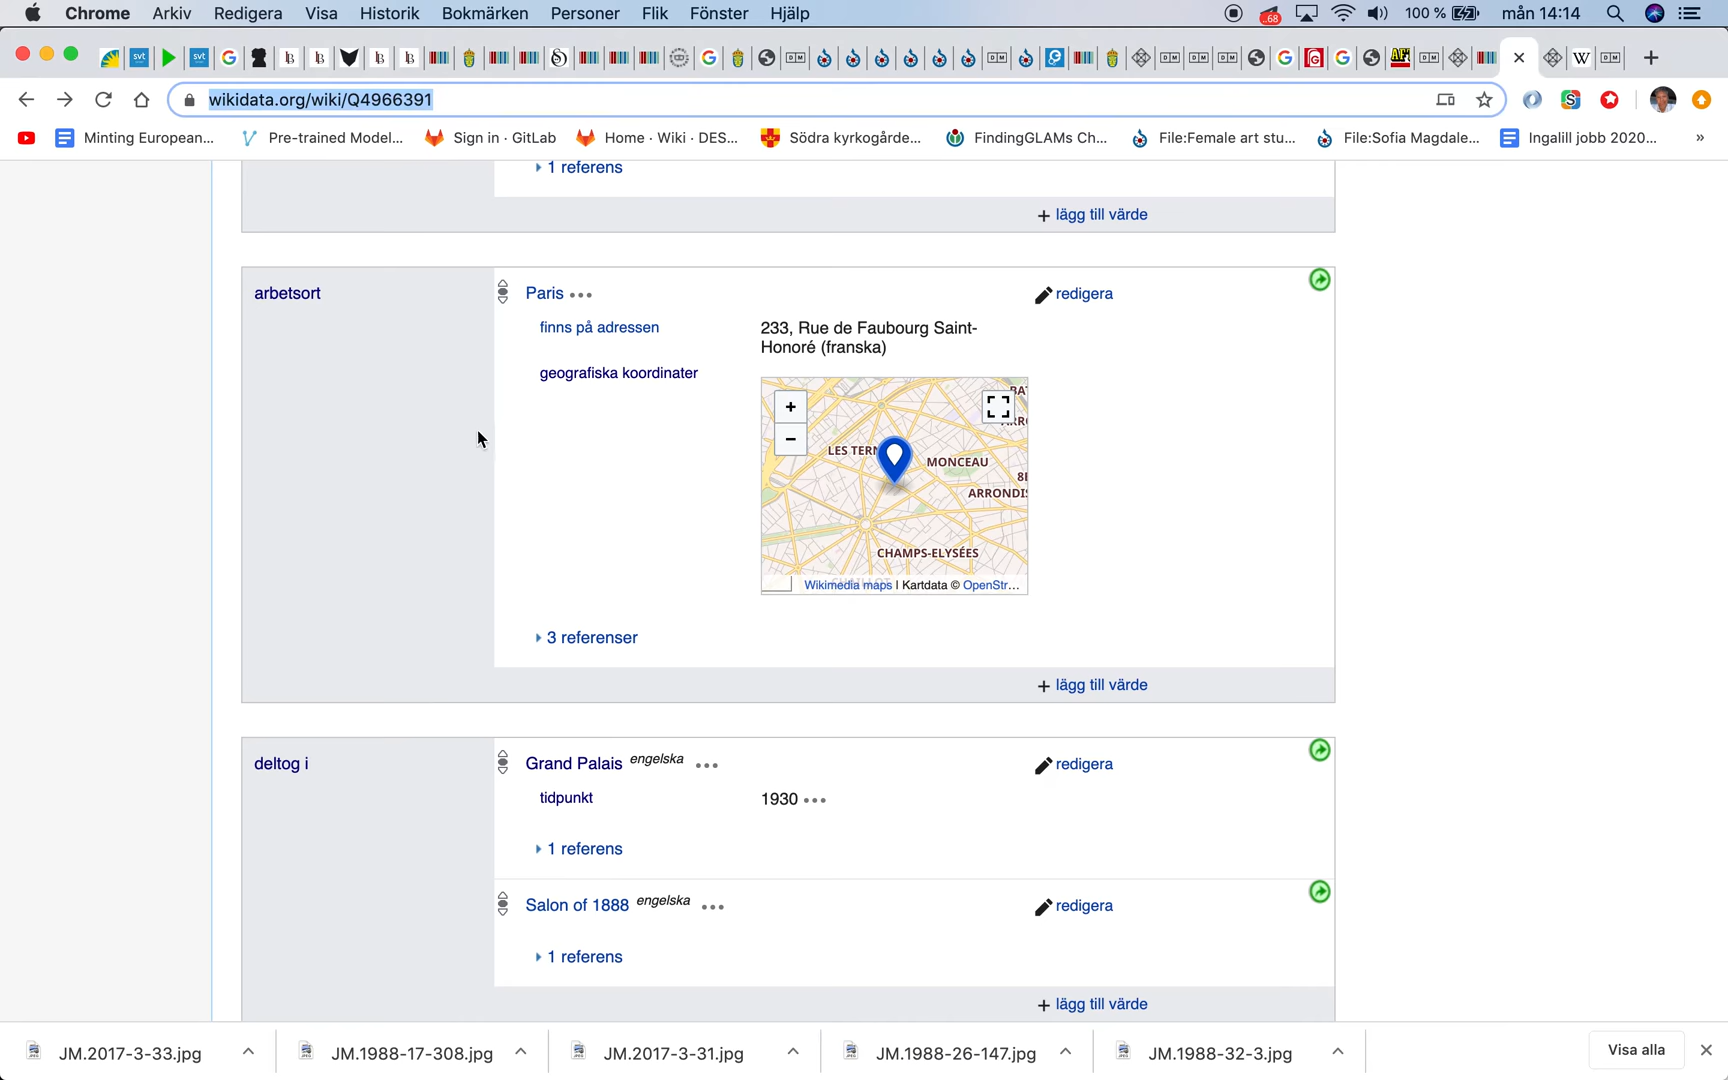 Chrome Arkiv Redigera Visa Historik Bokmärken Personer Flik Fönster Hjälp 68 100 % mån 14:14
wikidata.org/wiki/Q4966391
Minting European... Pre-trained Model... Sign in · GitLab Home · Wiki · DES... Södra kyrkogårde... FindingGLAMs Ch... File:Female art stu... File:Sofia Magdale... Ingalill jobb 2020... »
1 referens
+ lägg till värde
arbetsort
Paris
redigera
finns på adressen
233, Rue de Faubourg Saint-
Honoré (franska)
geografiska koordinater
+
−
LES TERN
MONCEAU
ARRONDIS
CHAMPS-ELYSÉES
Wikimedia maps | Kartdata © OpenStr...
3 referenser
+ lägg till värde
deltog i
Grand Palais engelska
redigera
tidpunkt
1930
1 referens
Salon of 1888 engelska
redigera
1 referens
+ lägg till värde
JM.2017-3-33.jpg JM.1988-17-308.jpg JM.2017-3-31.jpg JM.1988-26-147.jpg JM.1988-32-3.jpg Visa alla